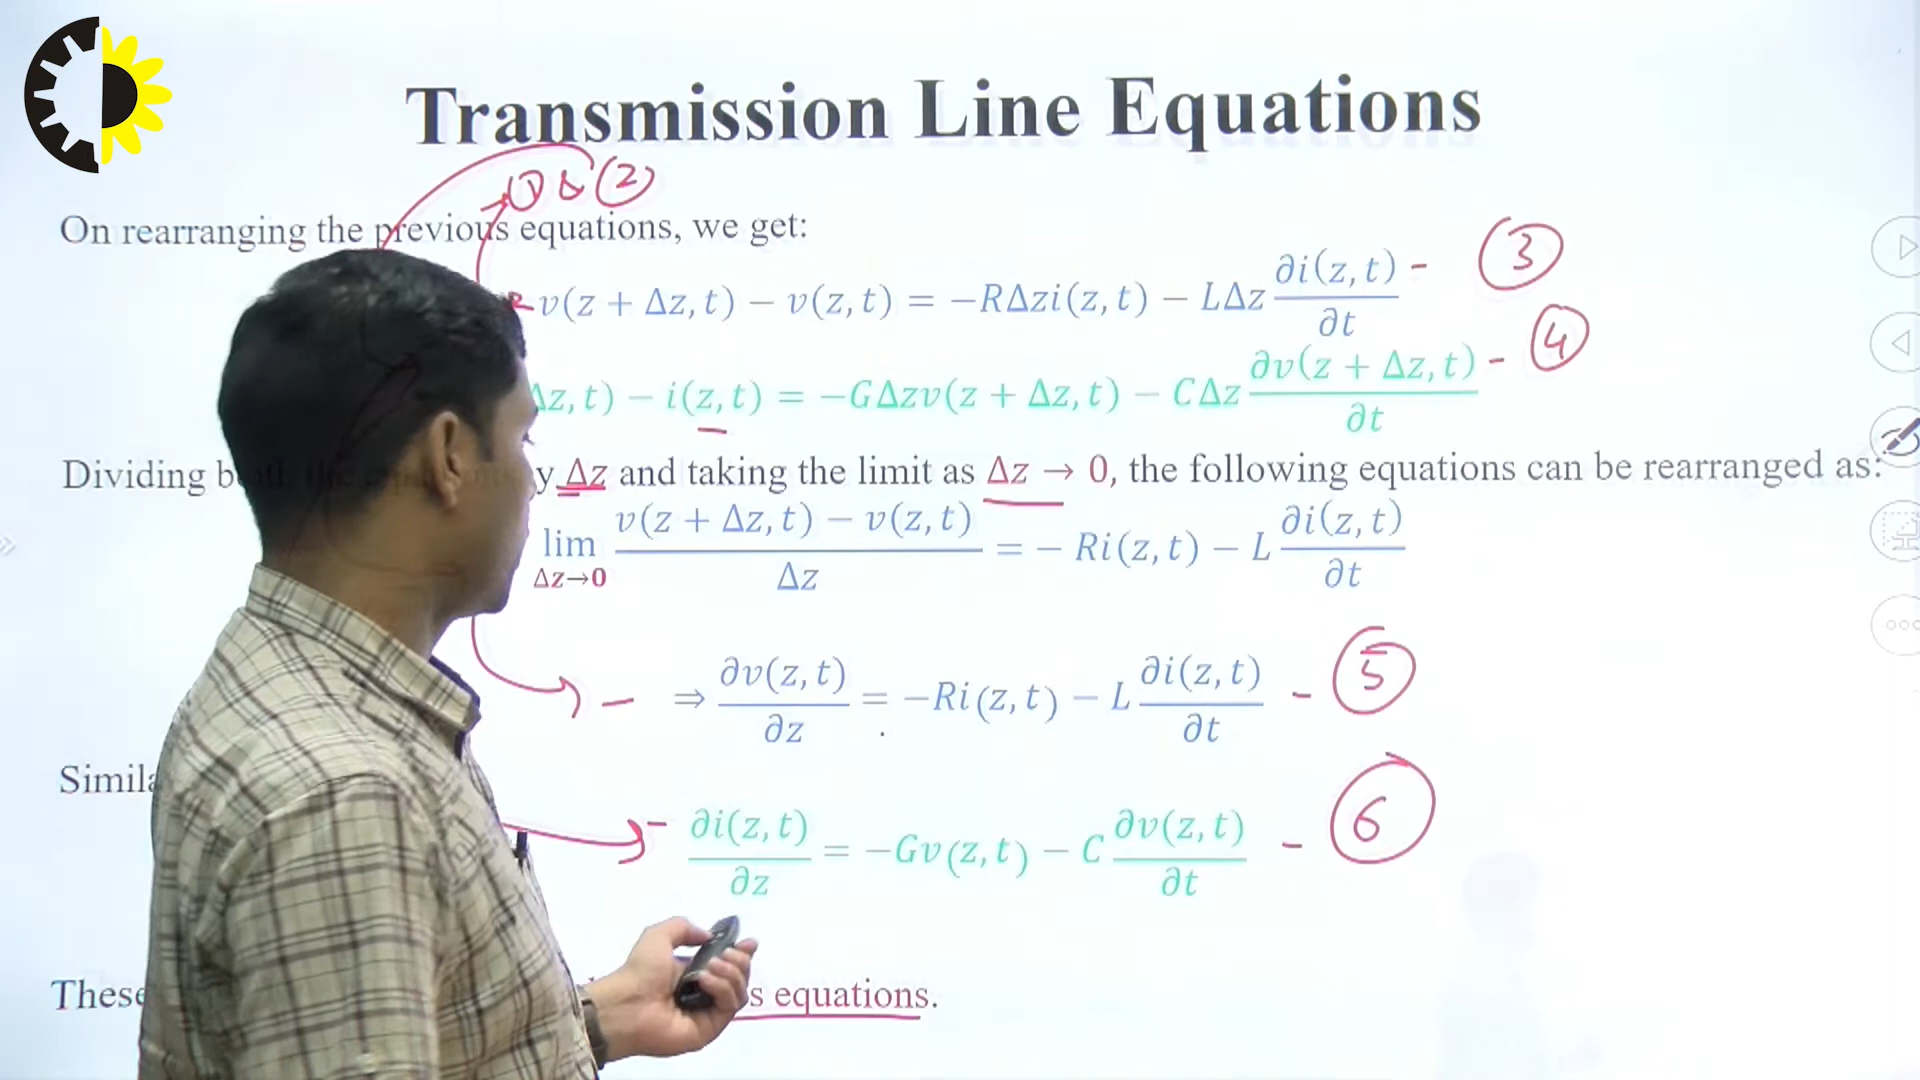 Transmission Line Equations
① & ②
On rearranging the previous equations, we get:
v(z + Δz, t) − v(z, t) = −RΔzi(z, t) − LΔz ∂i(z, t)/∂t - ③
Δz, t) − i(z, t) = −GΔzv(z + Δz, t) − CΔz ∂v(z + Δz, t)/∂t - ④
Dividing by Δz and taking the limit as Δz → 0, the following equations can be rearranged as:
lim Δz→0 v(z + Δz, t) − v(z, t)/Δz = − Ri(z, t) − L ∂i(z, t)/∂t
⇒ ∂v(z, t)/∂z = −Ri(z, t) − L ∂i(z, t)/∂t - ⑤
∂i(z, t)/∂z = −Gv(z, t) − C ∂v(z, t)/∂t - ⑥
These equations.